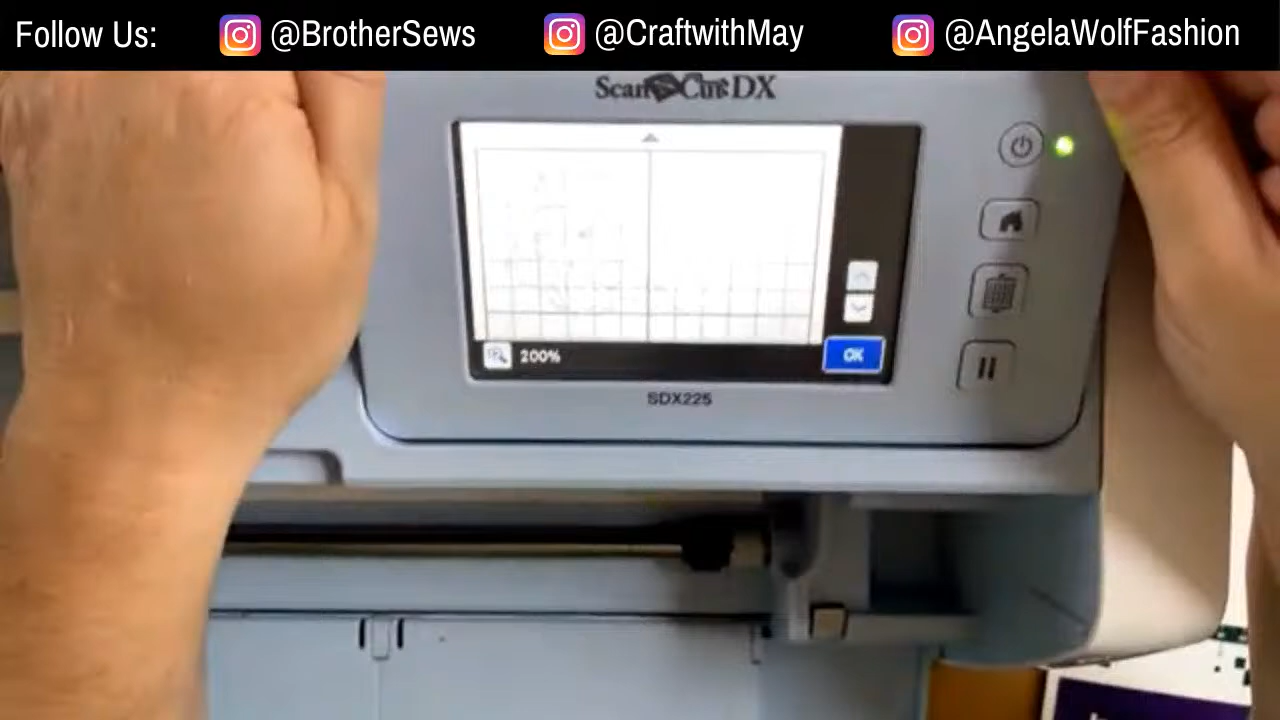 Follow Us: @BrotherSews @CraftwithMay @AngelaWolfFashion
ScanNCut DX
200% OK
SDX225